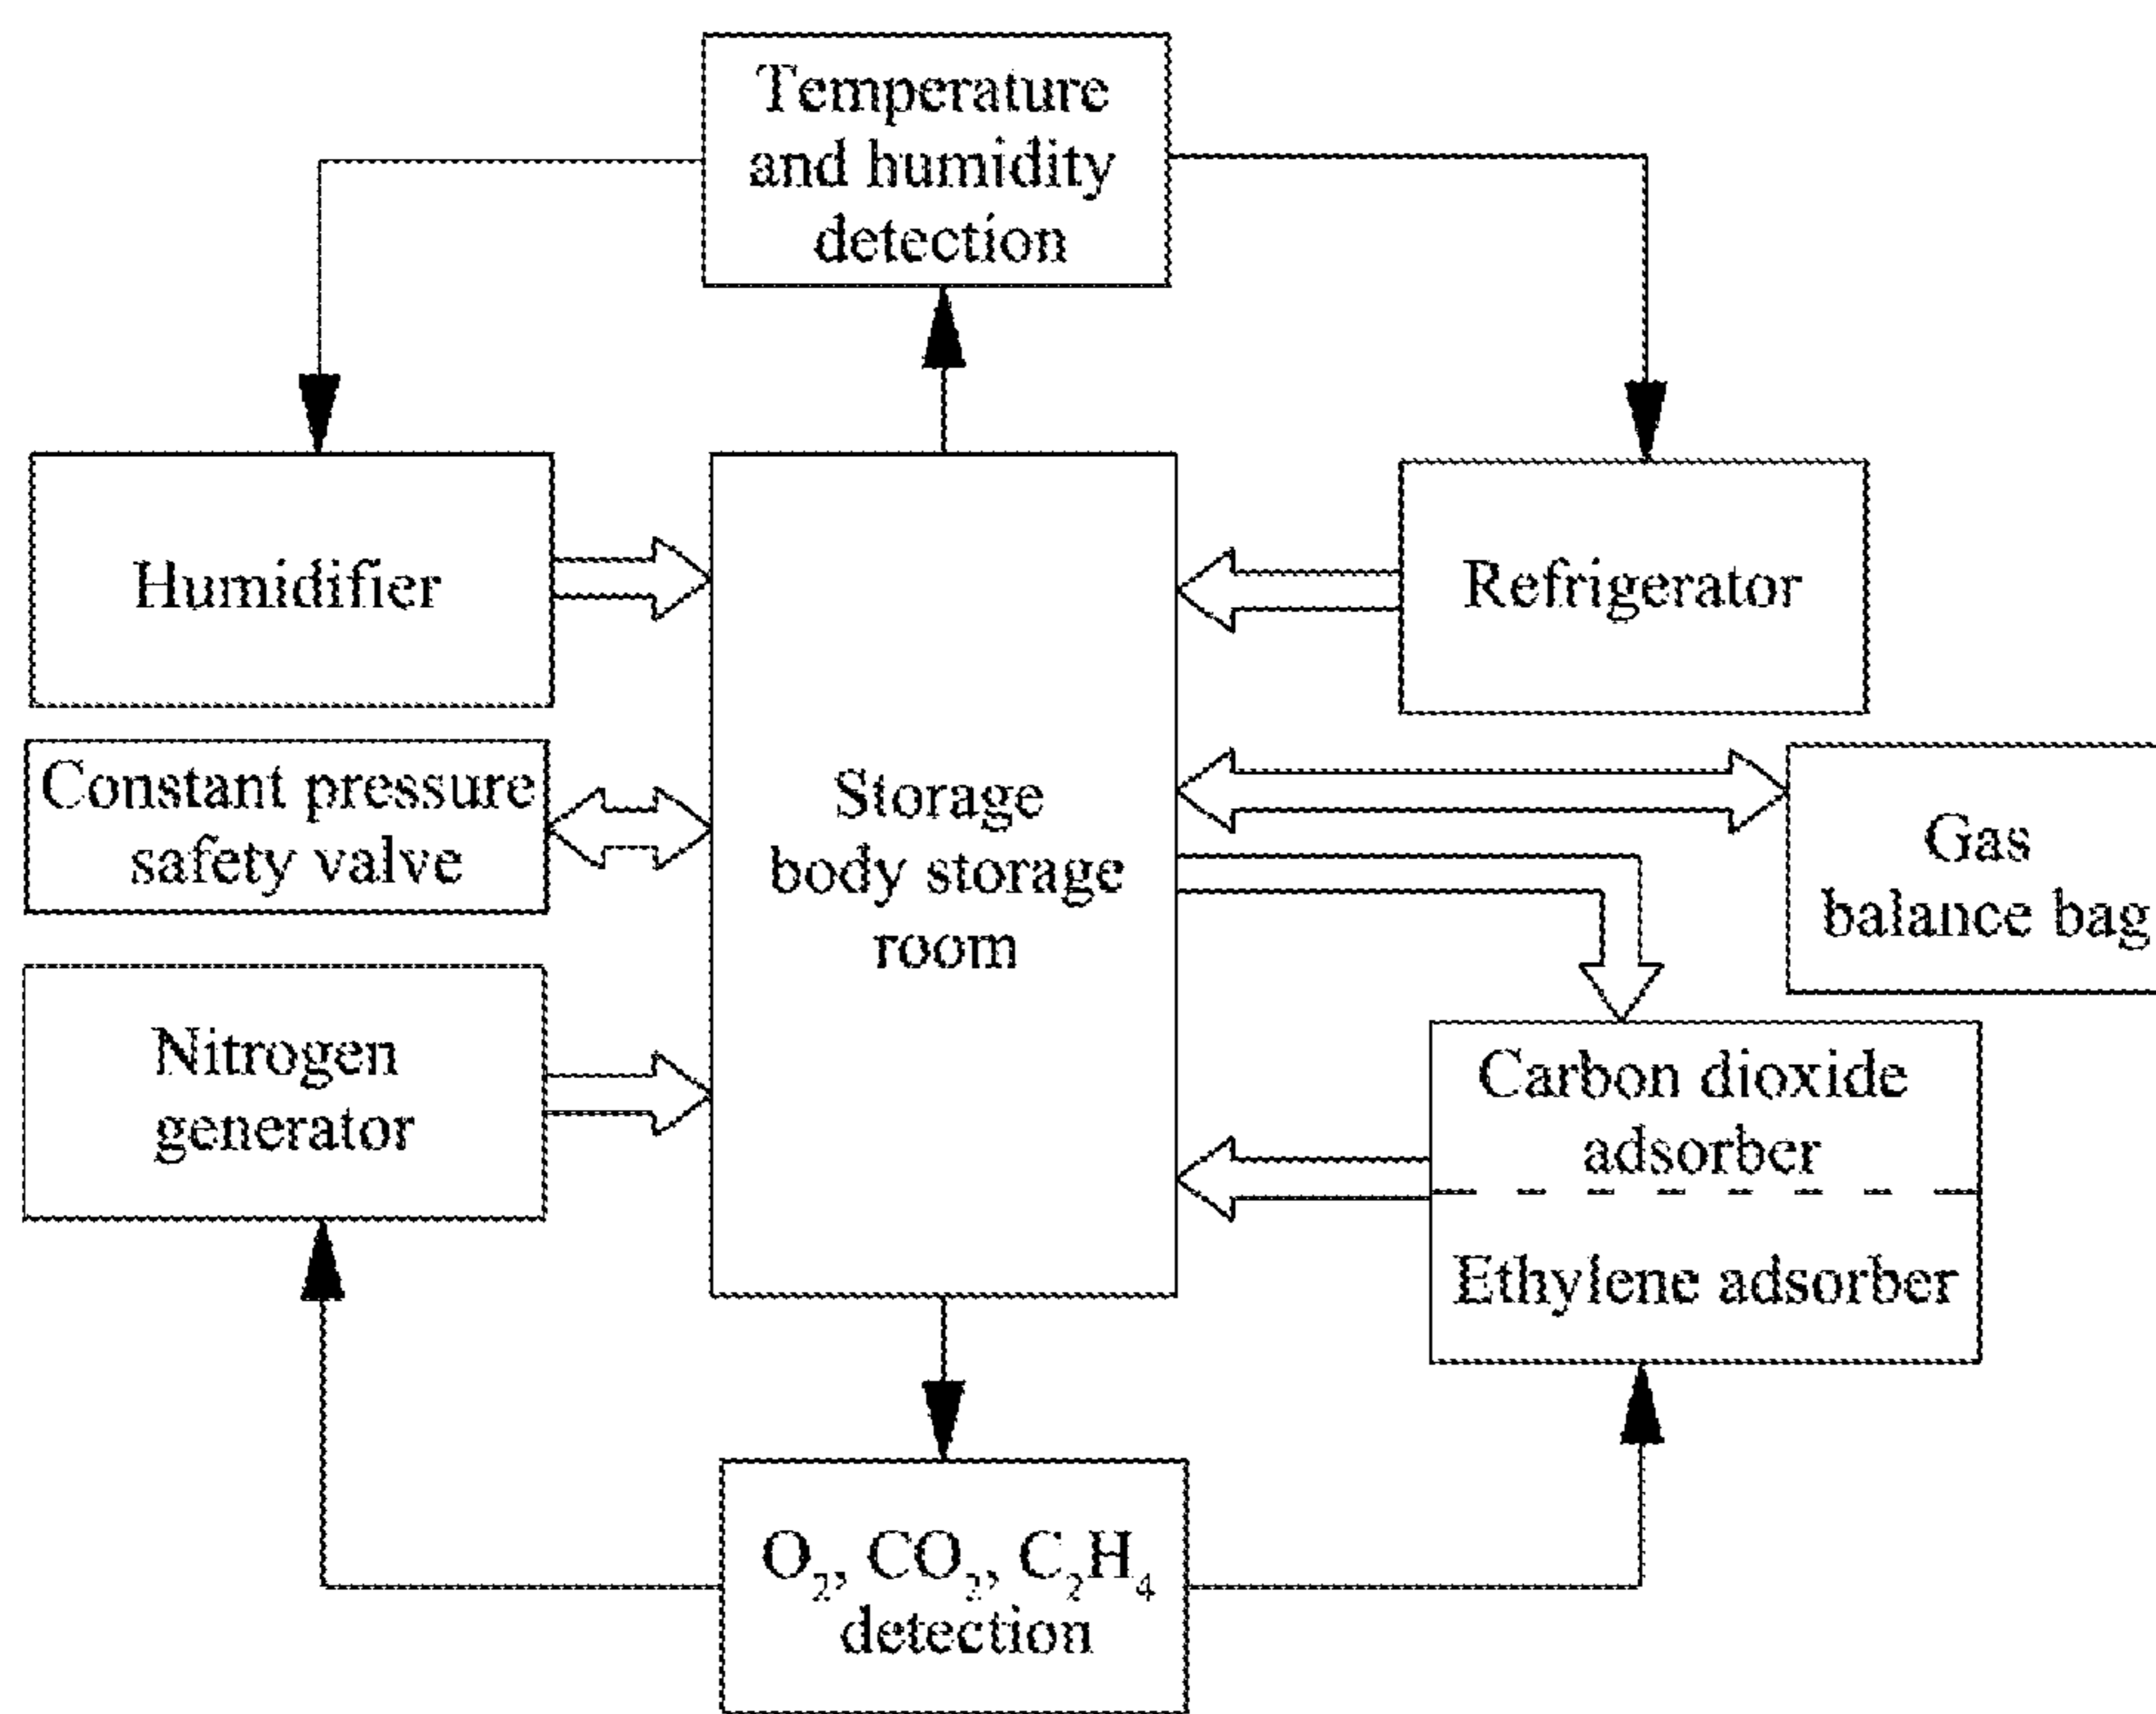 Temperature
and humidity
detection
Humidifier
Refrigerator
Constant pressure
safety valve
Storage
body storage
room
Gas
balance bag
Nitrogen
generator
Carbon dioxide
adsorber
Ethylene adsorber
O₂, CO₂, C₂H₄
detection